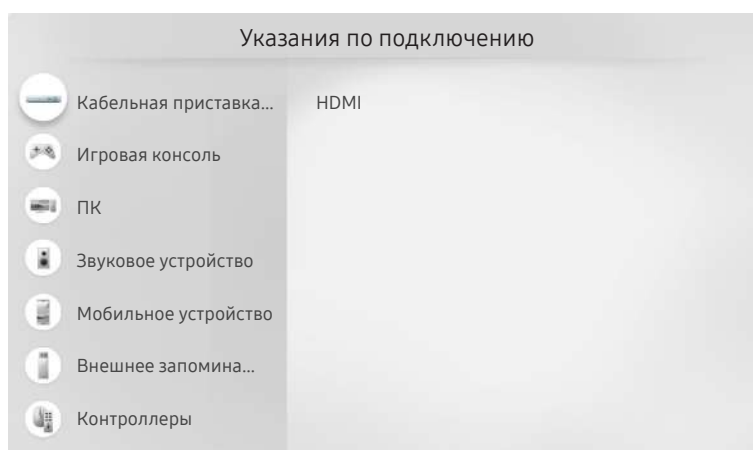 Указания по подключению
Кабельная приставка...
HDMI
Игровая консоль
ПК
Звуковое устройство
Мобильное устройство
Внешнее запомина...
Контроллеры